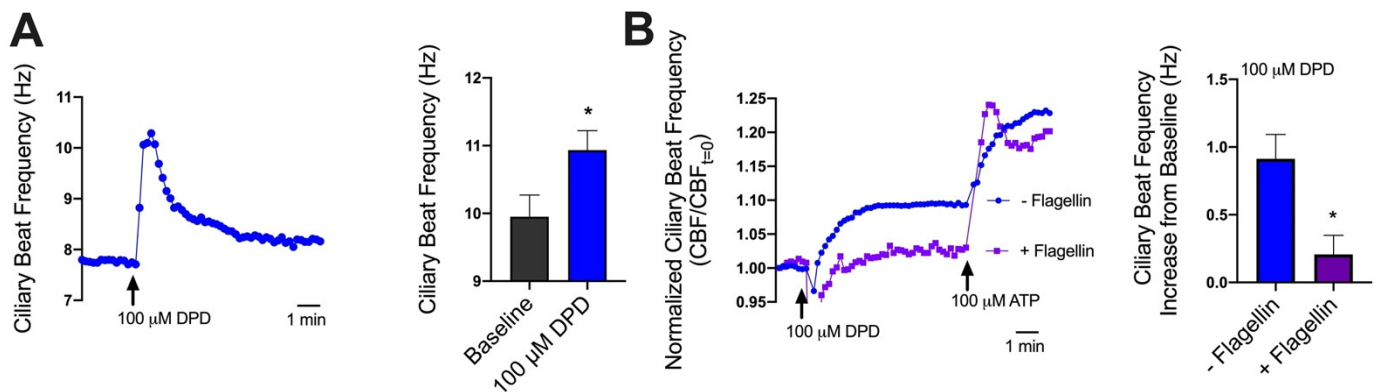 A
Ciliary Beat Frequency (Hz)
11
10
9
8
7
100 µM DPD
1 min
Ciliary Beat Frequency (Hz)
12
11
10
9
*
Baseline
100 µM DPD
B
Normalized Ciliary Beat Frequency
(CBF/CBFt=0)
1.25
1.20
1.15
1.10
1.05
1.00
0.95
- Flagellin
+ Flagellin
100 µM DPD
100 µM ATP
1 min
Ciliary Beat Frequency
Increase from Baseline (Hz)
100 µM DPD
1.5
1.0
0.5
0.0
*
- Flagellin
+ Flagellin